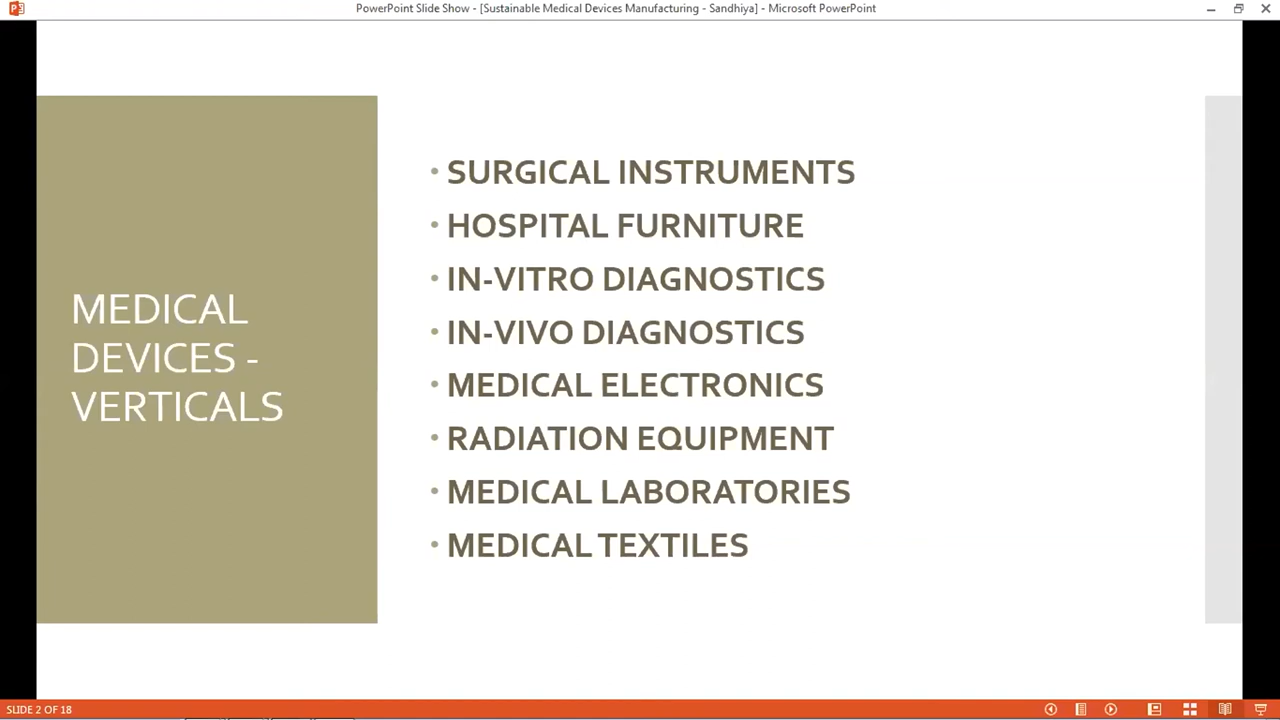 PowerPoint Slide Show - [Sustainable Medical Devices Manufacturing - Sandhiya] - Microsoft PowerPoint
MEDICAL
DEVICES -
VERTICALS
• SURGICAL INSTRUMENTS
• HOSPITAL FURNITURE
• IN-VITRO DIAGNOSTICS
• IN-VIVO DIAGNOSTICS
• MEDICAL ELECTRONICS
• RADIATION EQUIPMENT
• MEDICAL LABORATORIES
• MEDICAL TEXTILES
SLIDE 2 OF 18